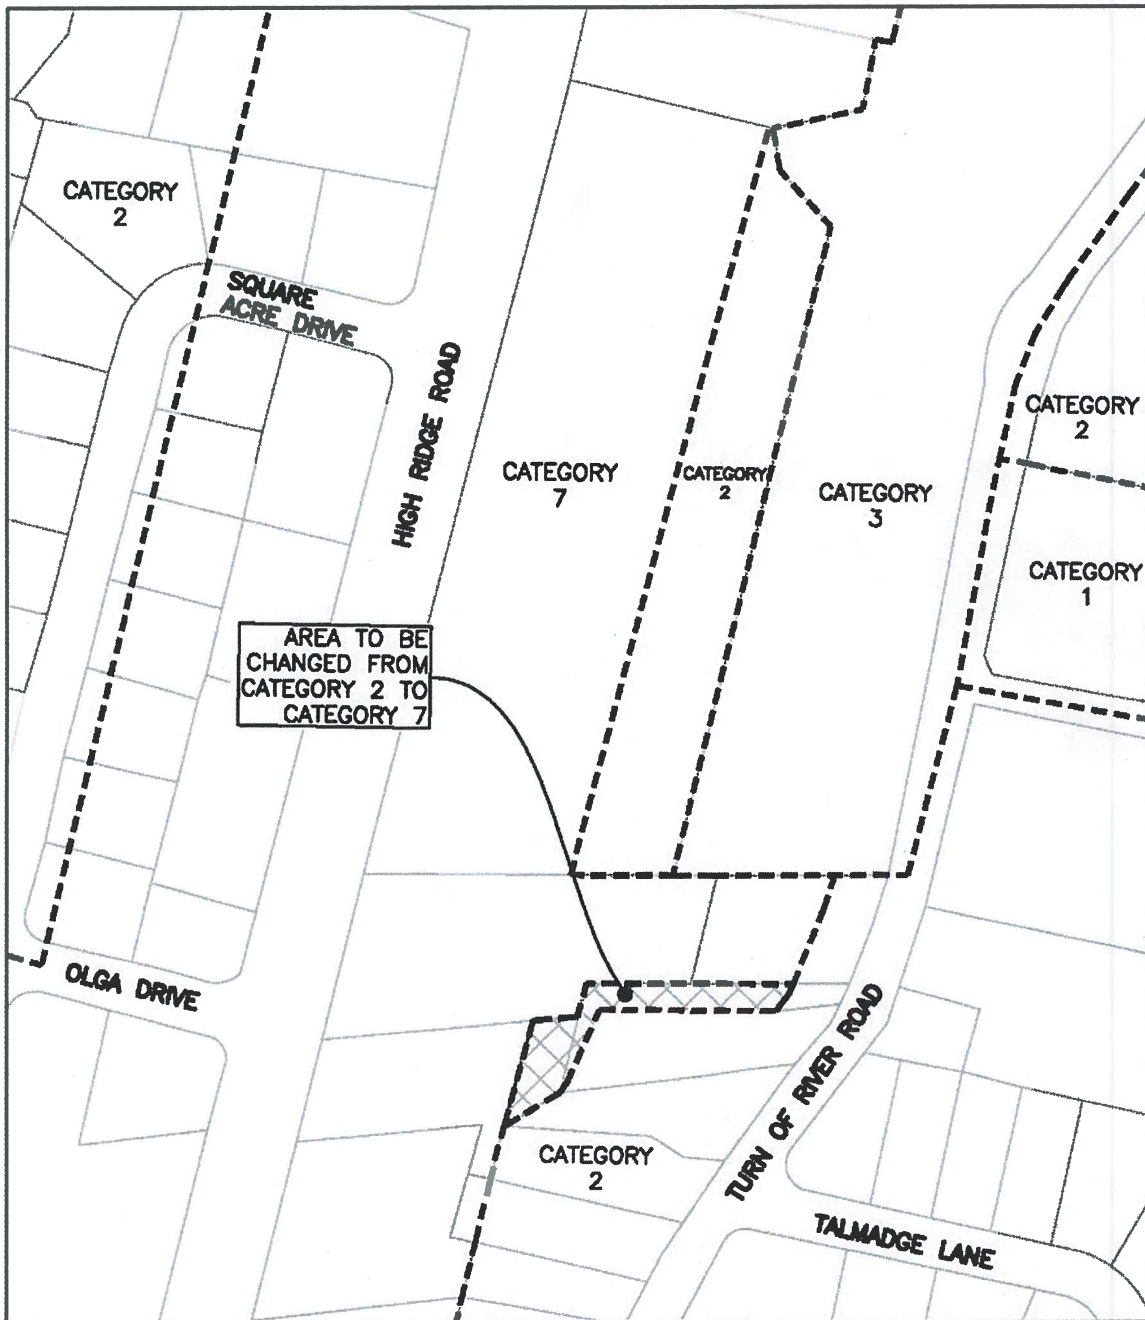 CATEGORY
2
SQUARE
ACRE DRIVE
HIGH RIDGE ROAD
CATEGORY
2
CATEGORY
7
CATEGORY
2
CATEGORY
3
CATEGORY
1
AREA TO BE
CHANGED FROM
CATEGORY 2 TO
CATEGORY 7
OLGA DRIVE
TURN OF RIVER ROAD
CATEGORY
2
TALMADGE LANE